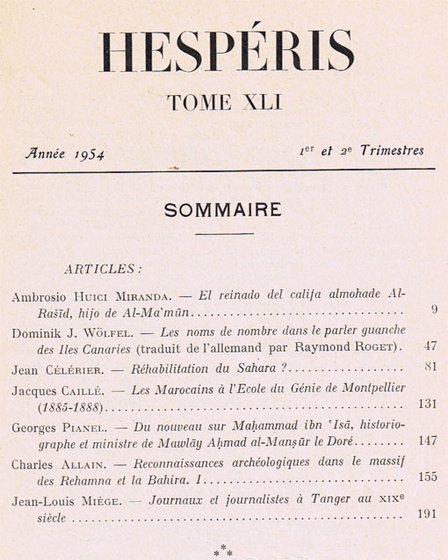 HESPÉRIS
TOME XLI
Année 1954 1er et 2e Trimestres
SOMMAIRE
ARTICLES :
Ambrosio HUICI MIRANDA. — El reinado del califa almohade Al-
Rašīd, hijo de Al-Ma'mūn........................ 9
Dominik J. WÖLFEL. — Les noms de nombre dans le parler guanche
des Iles Canaries (traduit de l'allemand par Raymond ROGET). 47
Jean CÉLÉRIER. — Réhabilitation du Sahara ?.................... 81
Jacques CAILLÉ. — Les Marocains à l'Ecole du Génie de Montpellier
(1885-1888)........................ 131
Georges PIANEL. — Du nouveau sur Maḥammad ibn 'Isā, historio-
graphe et ministre de Mawlāy Aḥmad al-Manṣūr le Doré...... 147
Charles ALLAIN. — Reconnaissances archéologiques dans le massif
des Rehamna et la Bahira. I........................ 155
Jean-Louis MIÈGE. — Journaux et journalistes à Tanger au XIXe
siècle ........................ 191